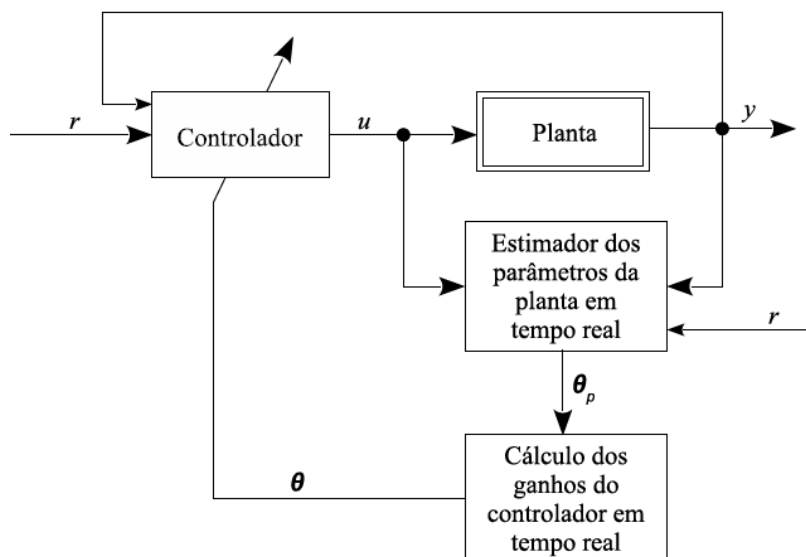 r
Controlador
u
Planta
y
Estimador dos
parâmetros da
planta em
tempo real
r
θp
Cálculo dos
ganhos do
controlador em
tempo real
θ